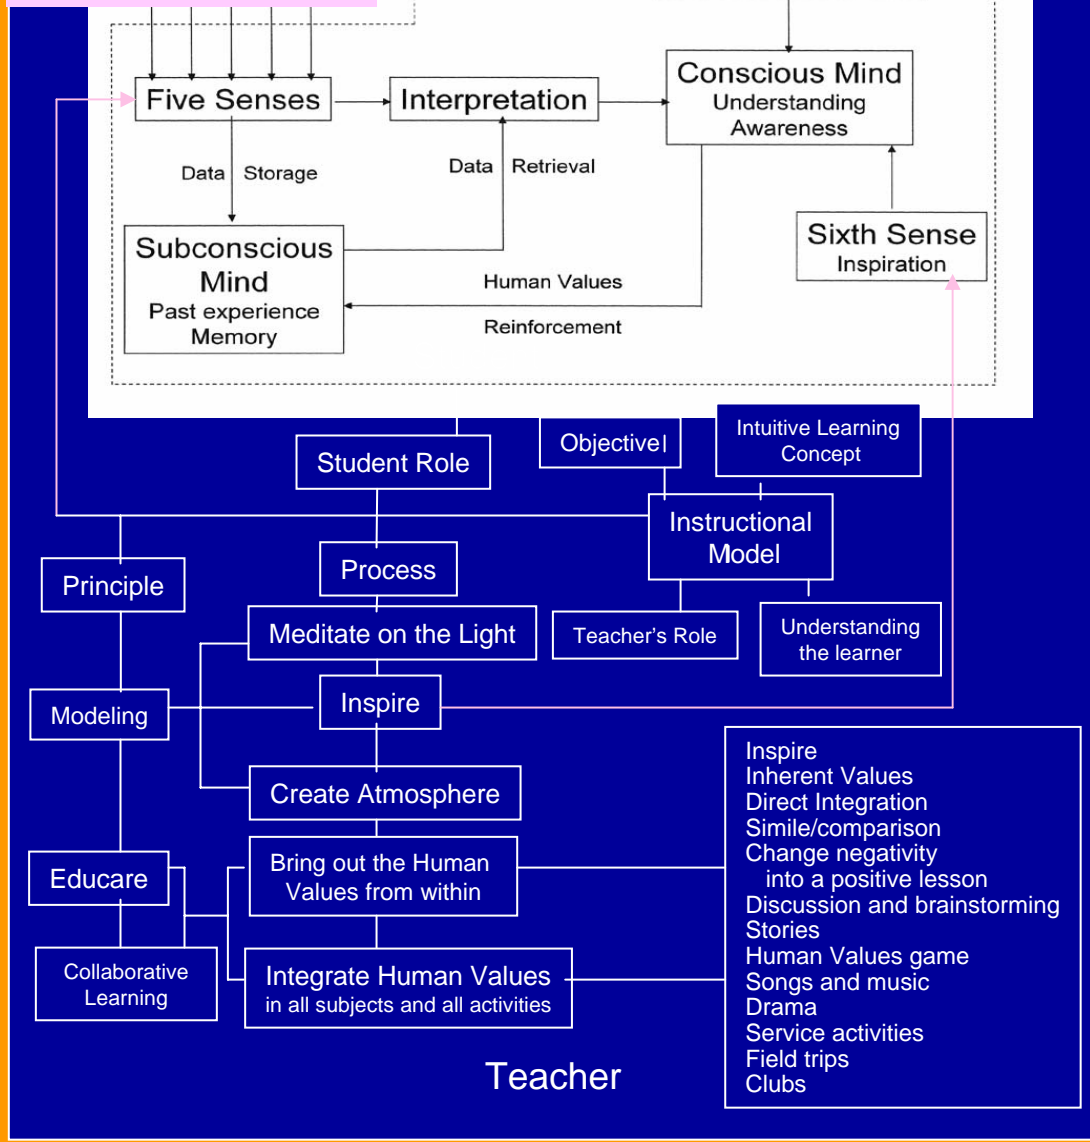 Five Senses
Interpretation
Conscious Mind
Understanding
Awareness
Data Storage
Data Retrieval
Subconscious
Mind
Past experience
Memory
Human Values
Reinforcement
Sixth Sense
Inspiration
Student Role
Objective
Intuitive Learning
Concept
Instructional
Model
Principle
Process
Meditate on the Light
Teacher's Role
Understanding
the learner
Modeling
Inspire
Create Atmosphere
Educare
Bring out the Human
Values from within
Collaborative
Learning
Integrate Human Values
in all subjects and all activities
Inspire
Inherent Values
Direct Integration
Simile/comparison
Change negativity
into a positive lesson
Discussion and brainstorming
Stories
Human Values game
Songs and music
Drama
Service activities
Field trips
Clubs
Teacher